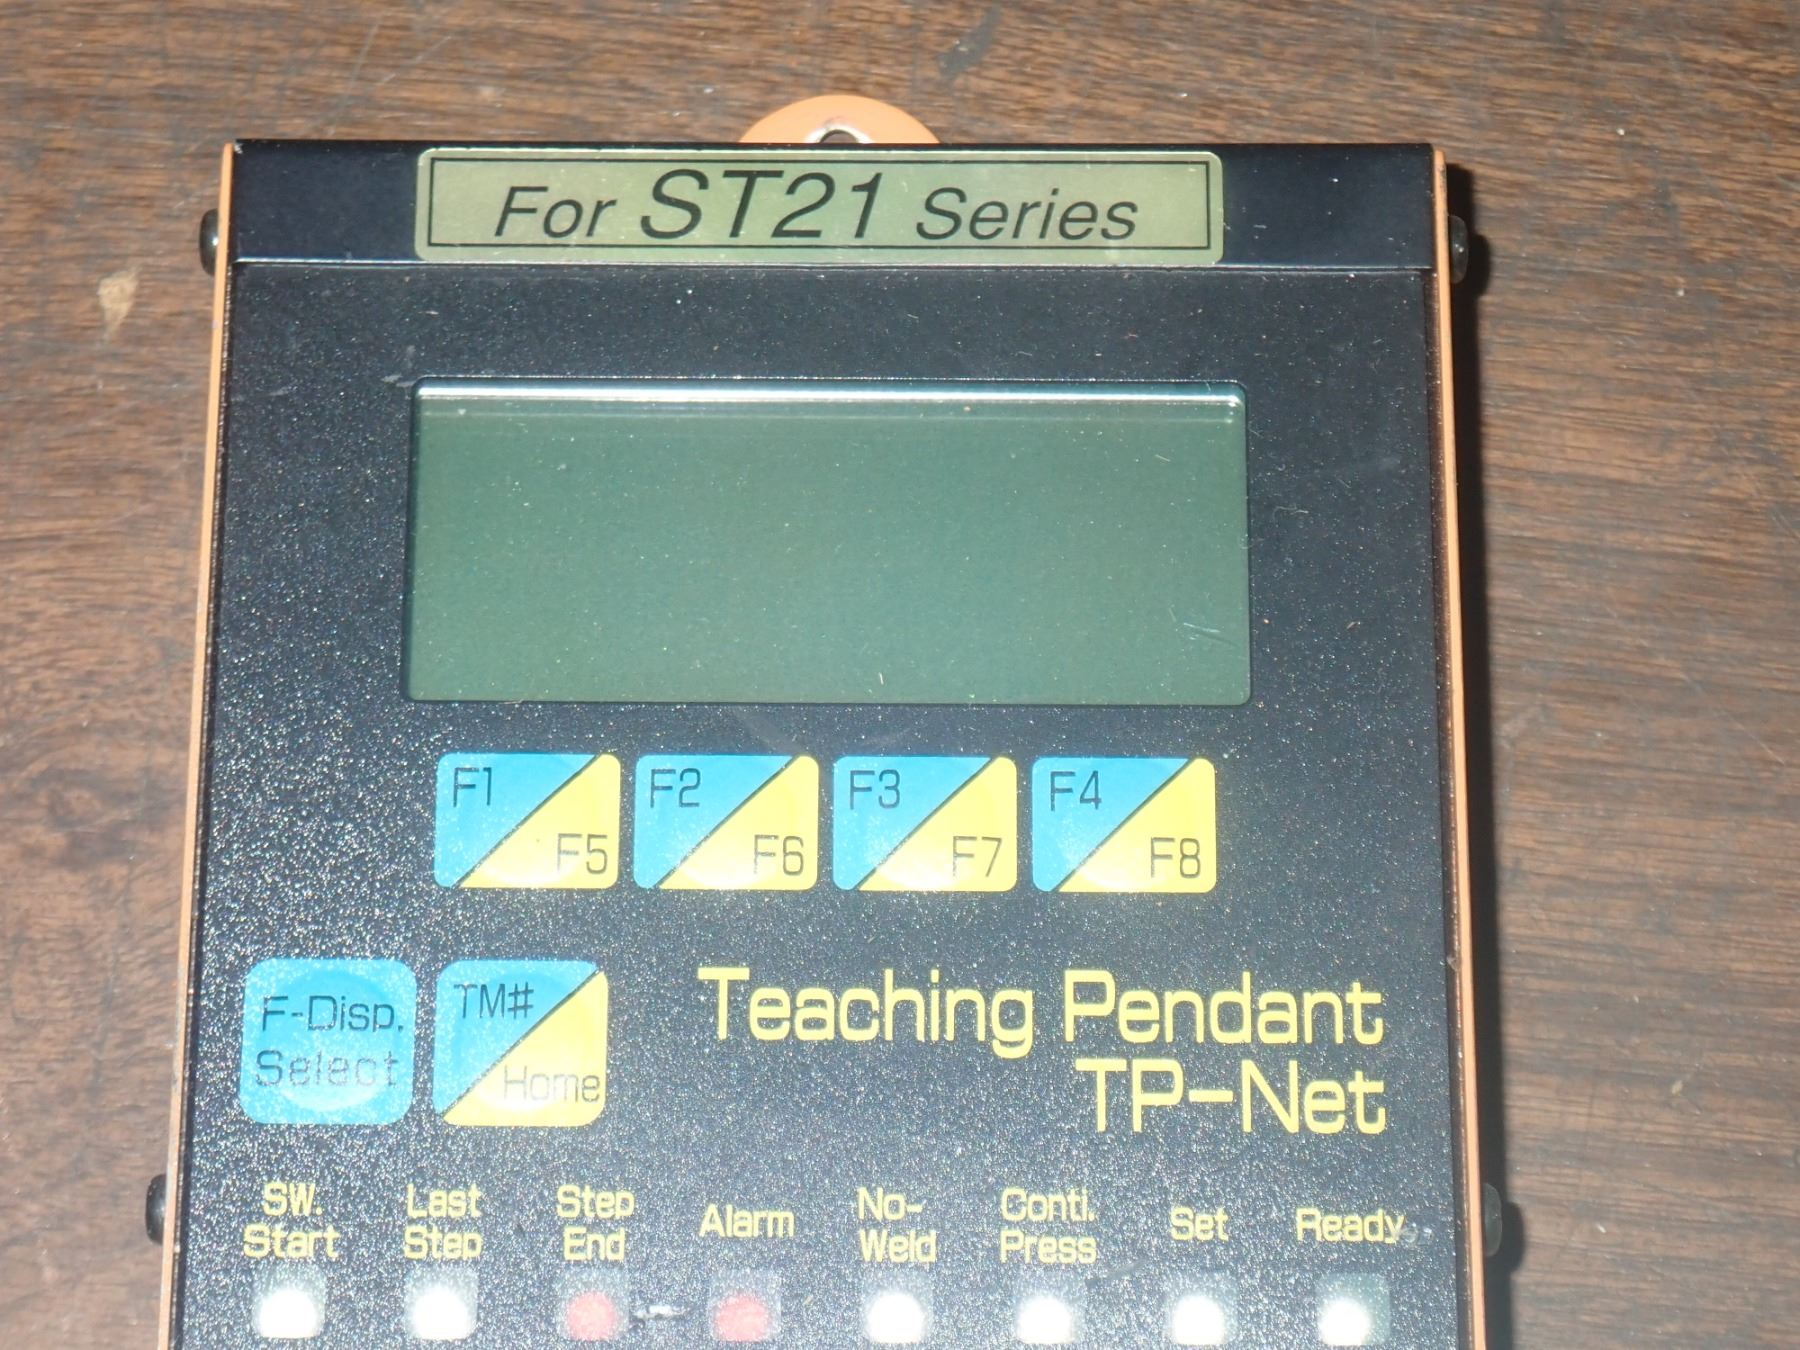 For ST21 Series
F1
F5
F2
F6
F3
F7
F4
F8
F-Disp.
Select
TM#
Home
Teaching Pendant
TP-Net
SW.
Start
Last
Step
Step
End
Alarm
No-
Weld
Conti.
Press
Set
Ready